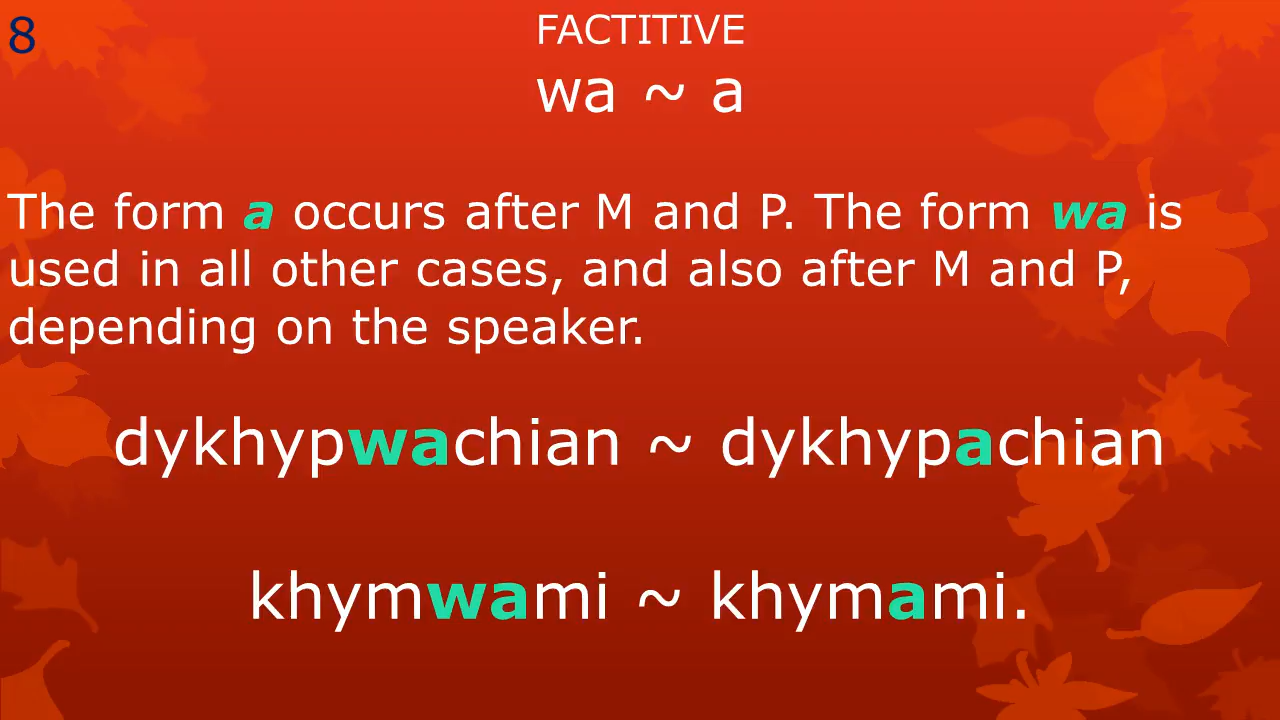 8
FACTITIVE
wa ~ a
The form a occurs after M and P. The form wa is
used in all other cases, and also after M and P,
depending on the speaker.
dykhypwachian ~ dykhypachian
khymwami ~ khymami.